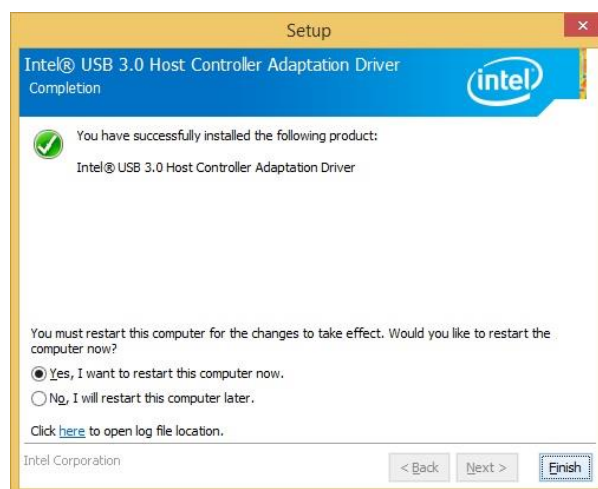 Setup
Intel® USB 3.0 Host Controller Adaptation Driver
Completion
intel
You have successfully installed the following product:
Intel® USB 3.0 Host Controller Adaptation Driver
You must restart this computer for the changes to take effect. Would you like to restart the
computer now?
Yes, I want to restart this computer now.
No, I will restart this computer later.
Click here to open log file location.
Intel Corporation
< Back Next > Finish